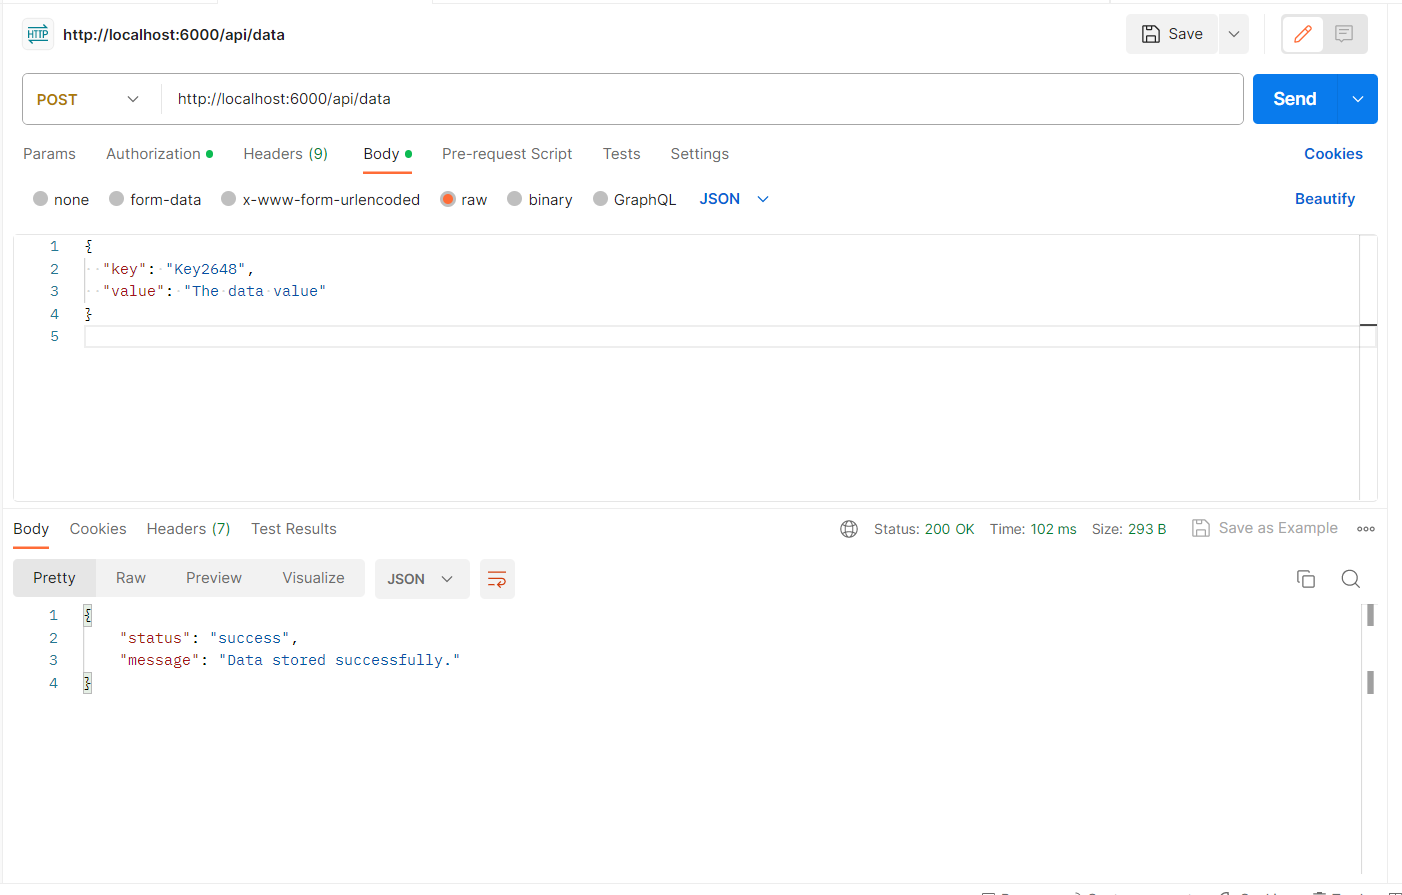 HTTP http://localhost:6000/api/data Save
POST http://localhost:6000/api/data Send
Params Authorization Headers (9) Body Pre-request Script Tests Settings Cookies
none form-data x-www-form-urlencoded raw binary GraphQL JSON Beautify
1 {
2 "key": "Key2648",
3 "value": "The data value"
4 }
5
Body Cookies Headers (7) Test Results Status: 200 OK Time: 102 ms Size: 293 B Save as Example
Pretty Raw Preview Visualize JSON
1 {
2 "status": "success",
3 "message": "Data stored successfully."
4 }